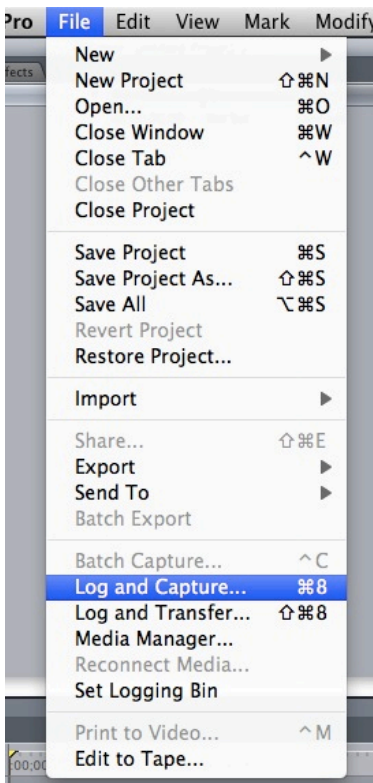 Pro File Edit View Mark Modify
fects
New ▶
New Project ⇧⌘N
Open... ⌘O
Close Window ⌘W
Close Tab ^W
Close Other Tabs
Close Project
Save Project ⌘S
Save Project As... ⇧⌘S
Save All ⌥⌘S
Revert Project
Restore Project...
Import ▶
Share... ⇧⌘E
Export ▶
Send To ▶
Batch Export
Batch Capture... ^C
Log and Capture... ⌘8
Log and Transfer... ⇧⌘8
Media Manager...
Reconnect Media...
Set Logging Bin
Print to Video... ^M
Edit to Tape...
:00;00